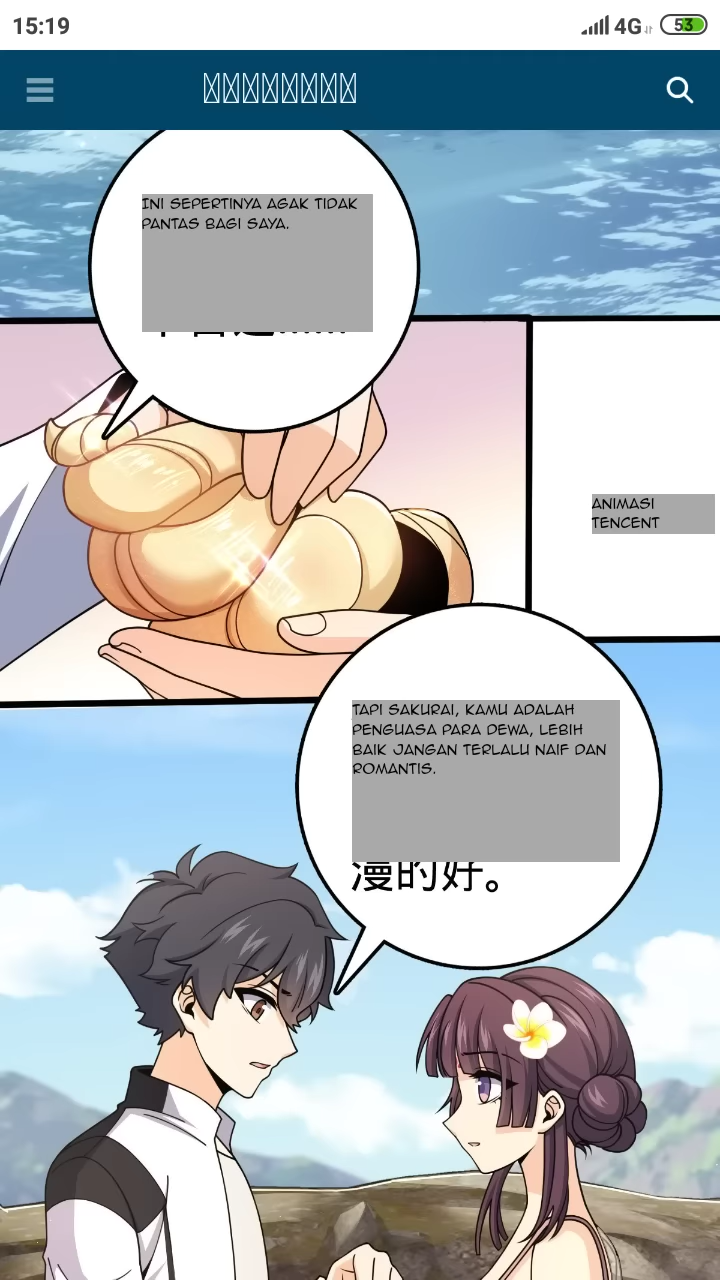 15:19
4G
53
INI SEPERTINYA AGAK TIDAK
PANTAS BAGI SAYA.
ANIMASI
TENCENT
TAPI SAKURAI, KAMU ADALAH
PENGUASA PARA DEWA, LEBIH
BAIK JANGAN TERLALU NAIF DAN
ROMANTIS.
漫的好。